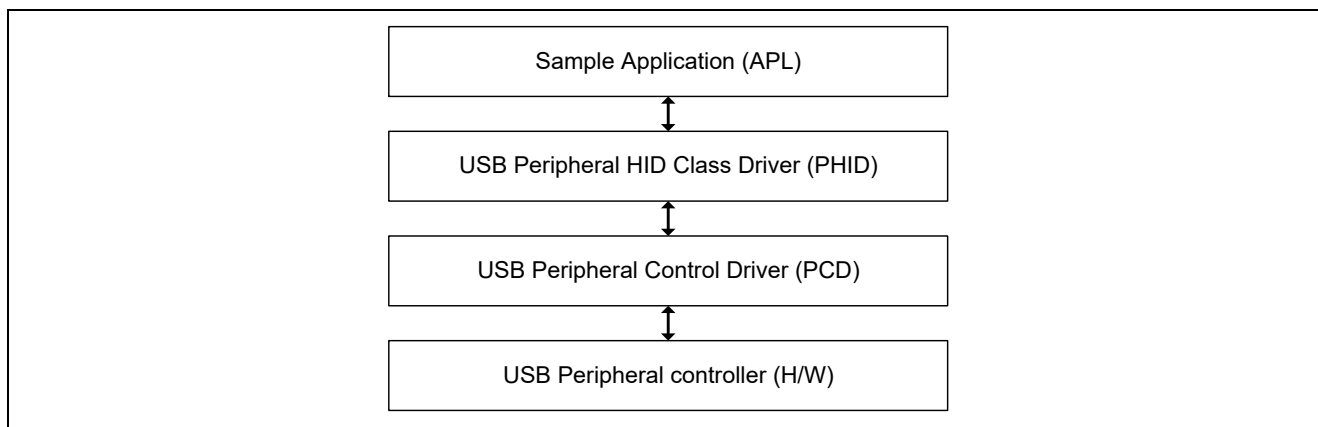 Sample Application (APL)
USB Peripheral HID Class Driver (PHID)
USB Peripheral Control Driver (PCD)
USB Peripheral controller (H/W)